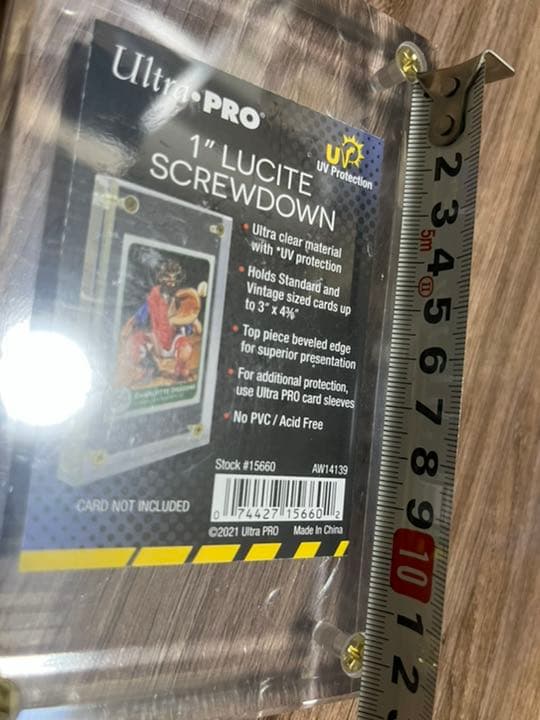 Ultra•PRO
UV
UV Protection
1" LUCITE
SCREWDOWN
• Ultra clear material
with *UV protection
• Holds Standard and
Vintage sized cards up
to 3" x 4⅜"
• Top piece beveled edge
for superior presentation
• For additional protection,
use Ultra PRO card sleeves
• No PVC / Acid Free
Stock #15660 AW14139
0 74427 15660 2
CARD NOT INCLUDED
©2021 Ultra PRO Made In China
2 3 4 5 6 7 8 9 10 1 2
5m
II